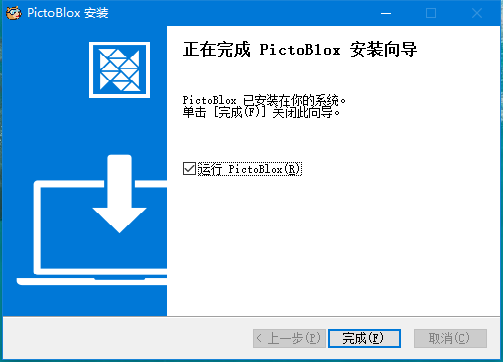 PictoBlox 安装
正在完成 PictoBlox 安装向导
PictoBlox 已安装在你的系统。
单击 [完成(F)] 关闭此向导。
运行 PictoBlox(R)
< 上一步(P)
完成(F)
取消(C)